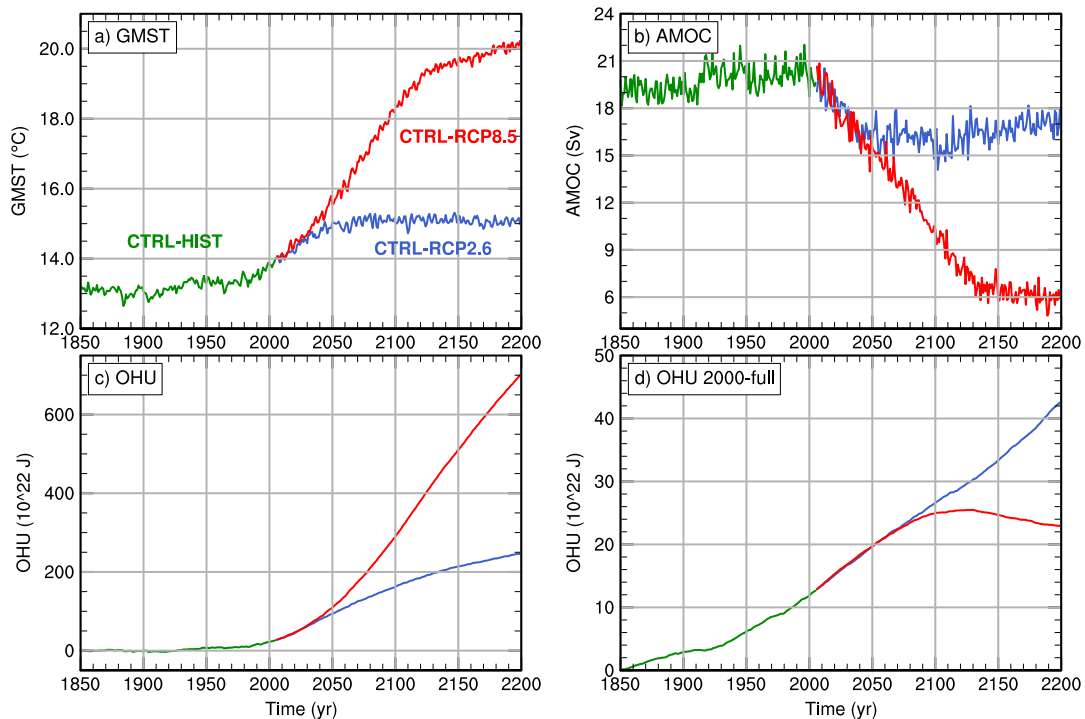 a) GMST
GMST (°C)
20.0
18.0
16.0
14.0
12.0
CTRL-RCP8.5
CTRL-HIST
CTRL-RCP2.6
1850 1900 1950 2000 2050 2100 2150 2200
b) AMOC
AMOC (Sv)
24
21
18
15
12
9
6
1850 1900 1950 2000 2050 2100 2150 2200
c) OHU
OHU (10^22 J)
600
400
200
0
1850 1900 1950 2000 2050 2100 2150 2200
Time (yr)
d) OHU 2000-full
OHU (10^22 J)
50
40
30
20
10
0
1850 1900 1950 2000 2050 2100 2150 2200
Time (yr)